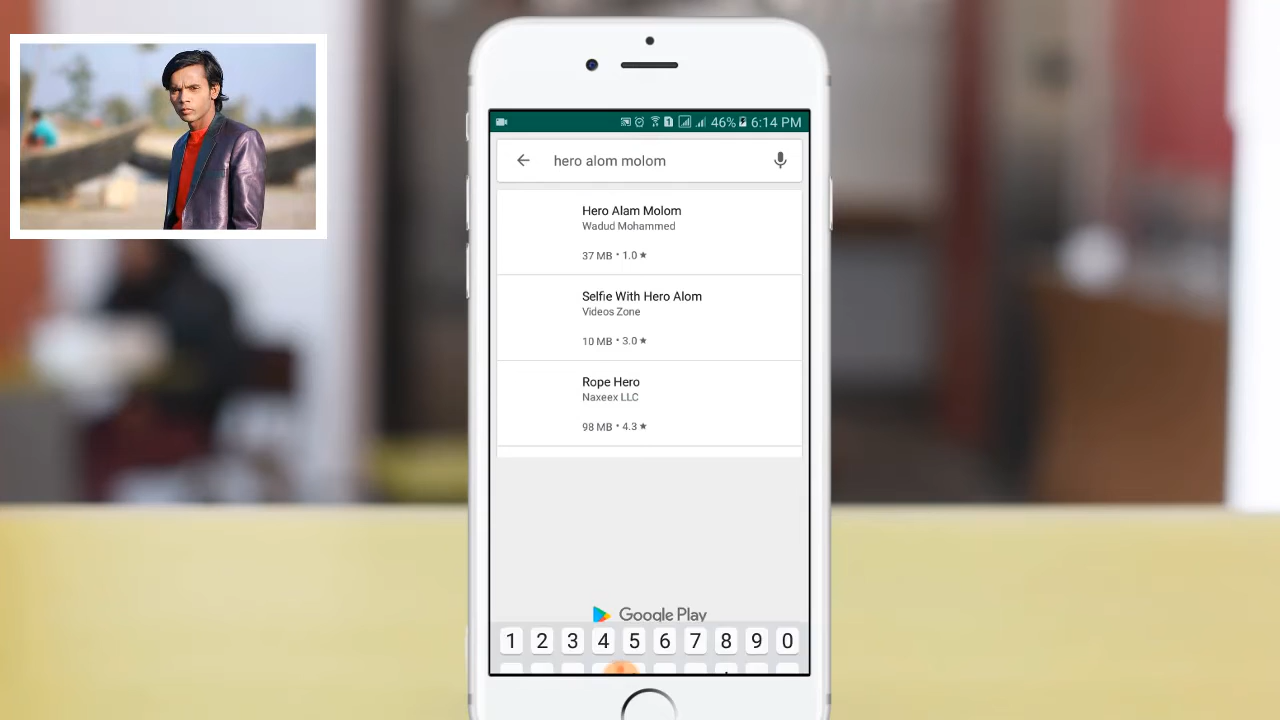 46% 6:14 PM
hero alom molom
Hero Alam Molom
Wadud Mohammed
37 MB • 1.0 ★
Selfie With Hero Alom
Videos Zone
10 MB • 3.0 ★
Rope Hero
Naxeex LLC
98 MB • 4.3 ★
Google Play
1 2 3 4 5 6 7 8 9 0